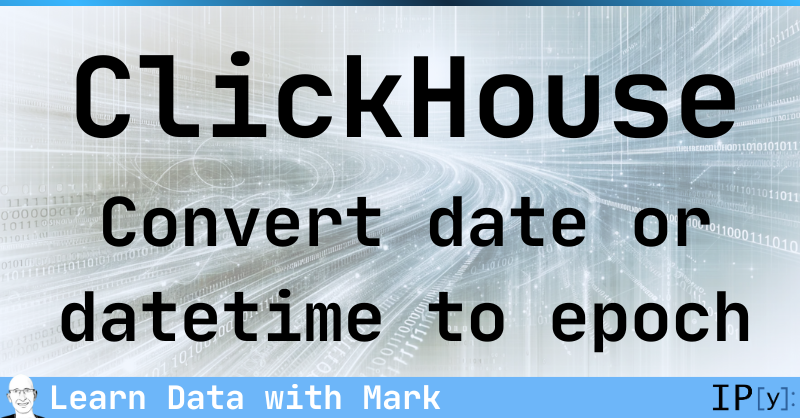 ClickHouse
Convert date or
datetime to epoch
Learn Data with Mark
IP[y]: